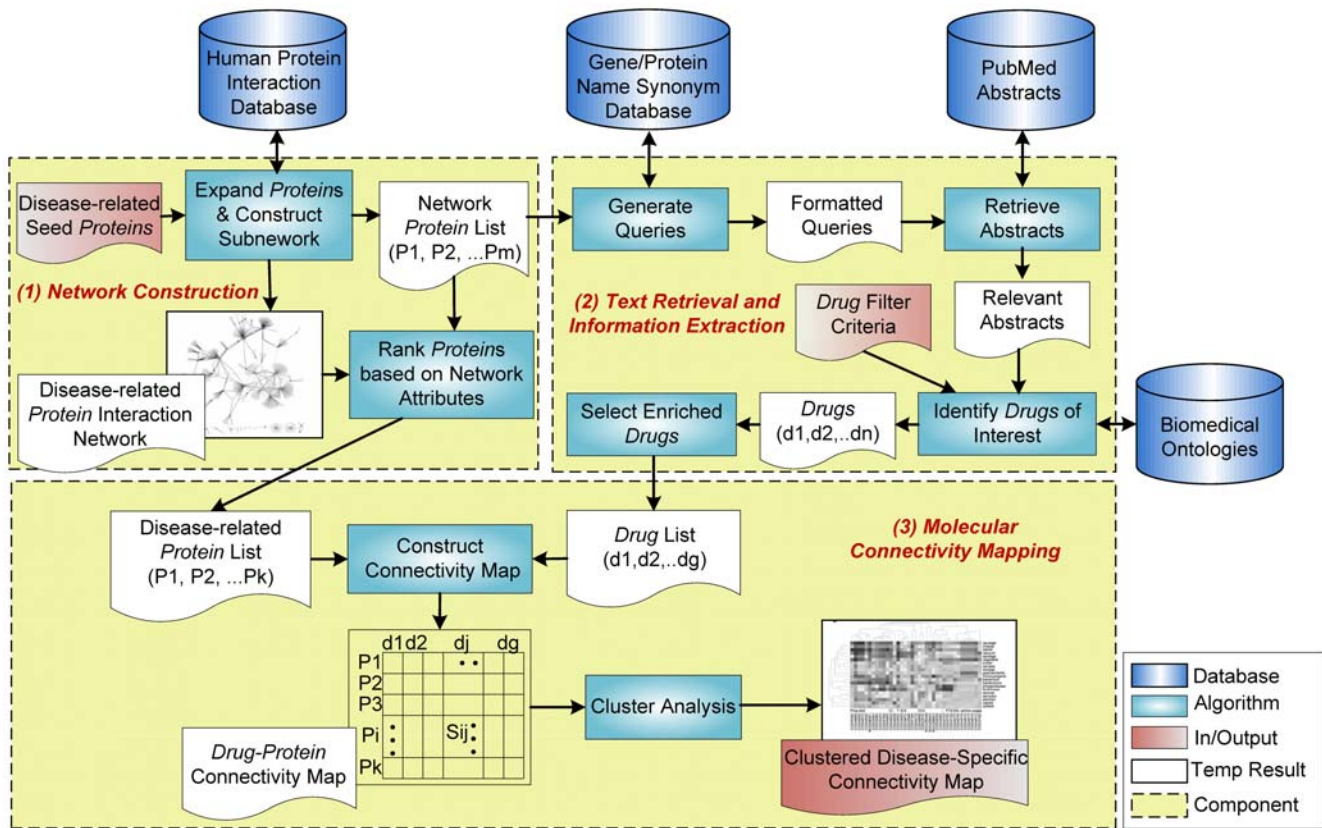 Human Protein
Interaction
Database
Gene/Protein
Name Synonym
Database
PubMed
Abstracts
Disease-related
Seed Proteins
Expand Proteins
& Construct
Subnework
Network
Protein List
(P1, P2, ...Pm)
Generate
Queries
Formatted
Queries
Retrieve
Abstracts
(1) Network Construction
(2) Text Retrieval and
Information Extraction
Drug Filter
Criteria
Relevant
Abstracts
Rank Proteins
based on Network
Attributes
Disease-related
Protein Interaction
Network
Select Enriched
Drugs
Drugs
(d1,d2,..dn)
Identify Drugs of
Interest
Biomedical
Ontologies
Disease-related
Protein List
(P1, P2, ...Pk)
Construct
Connectivity Map
Drug List
(d1,d2,..dg)
(3) Molecular
Connectivity Mapping
d1 d2 dj dg
P1
P2
P3
Pi Sij
Pk
Drug-Protein
Connectivity Map
Cluster Analysis
Clustered Disease-Specific
Connectivity Map
Database
Algorithm
In/Output
Temp Result
Component